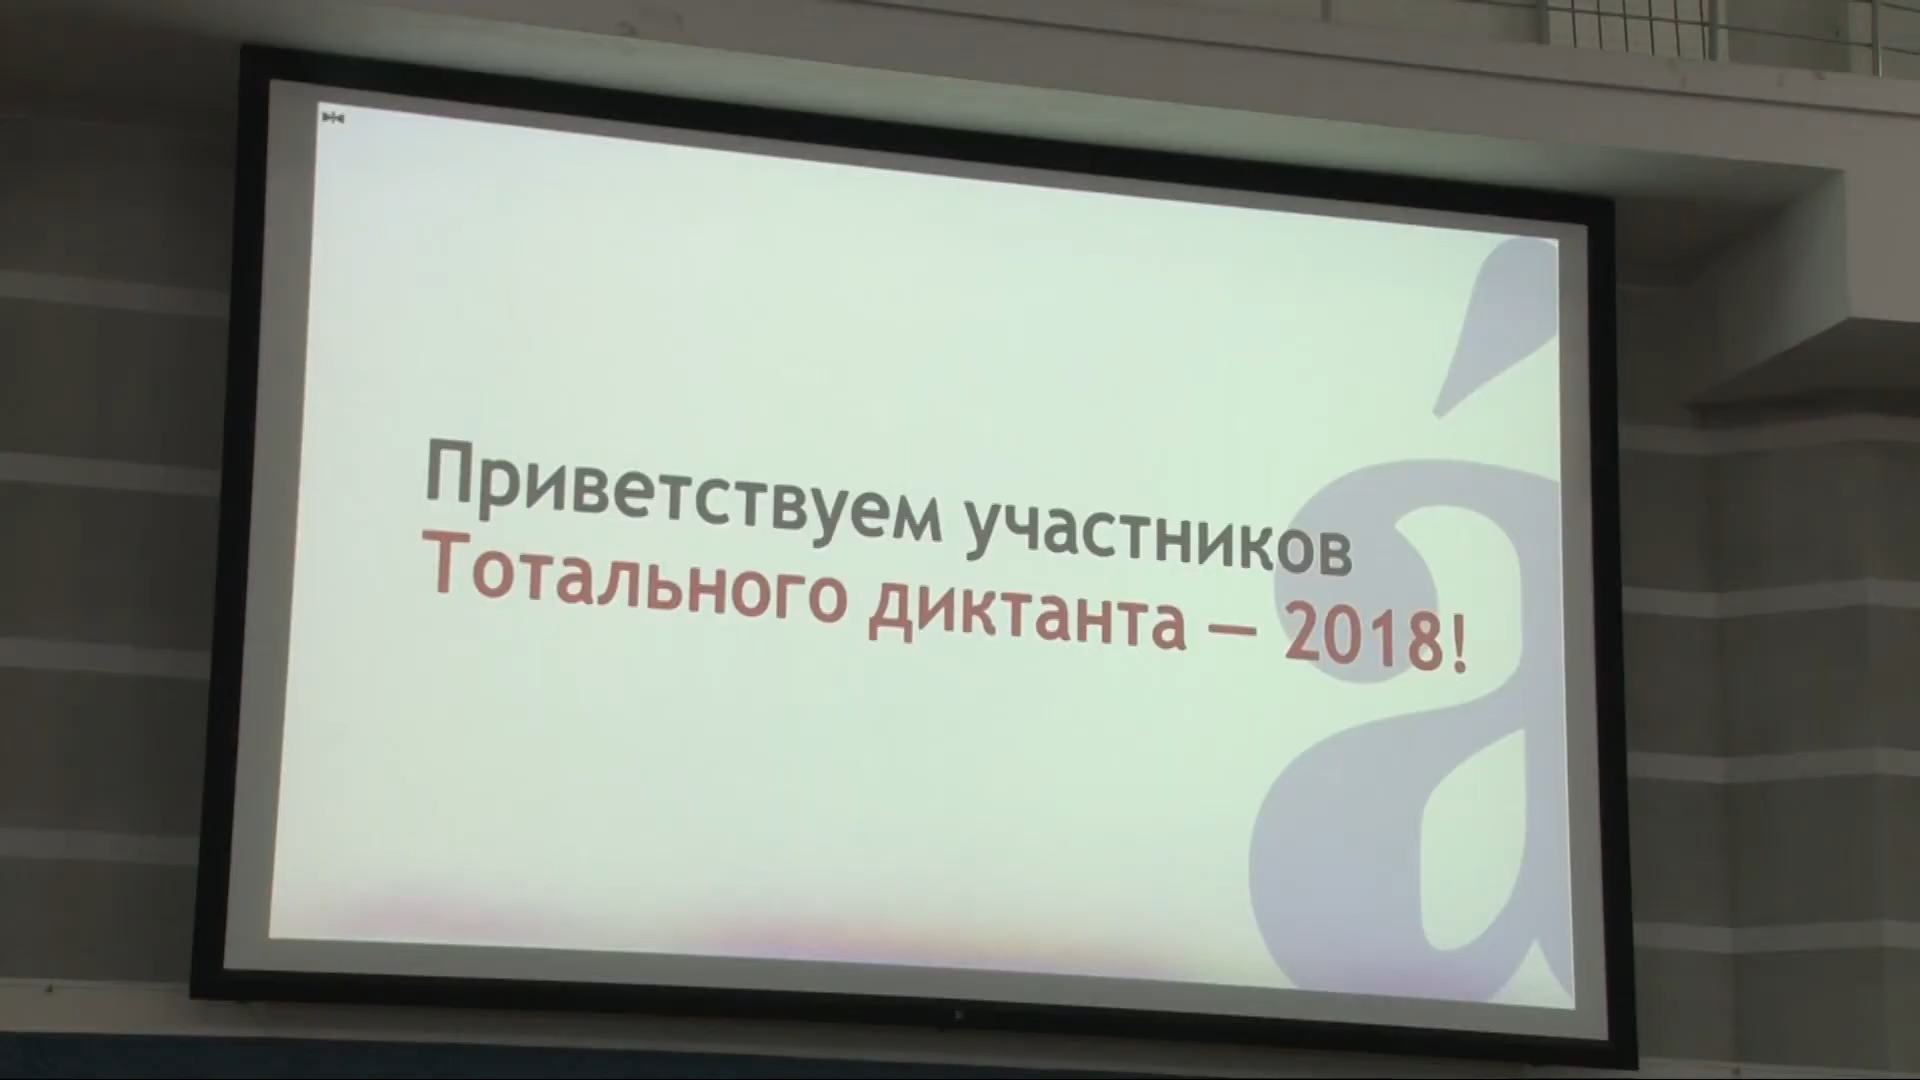 Приветствуем участников
Тотального диктанта — 2018!
á